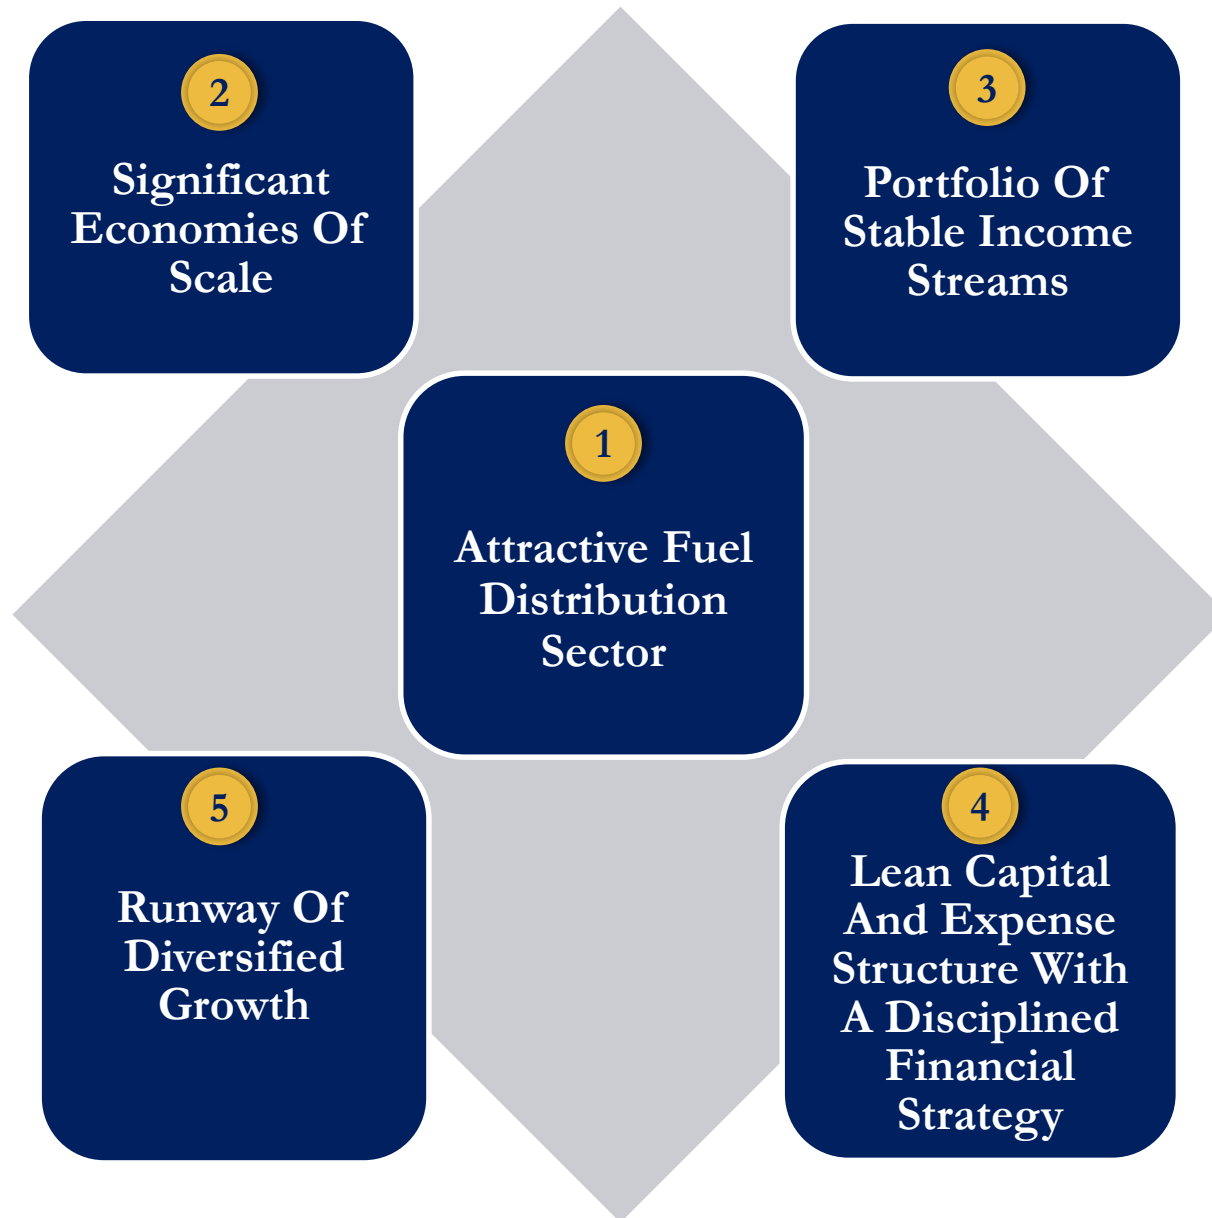 2
Significant
Economies Of
Scale
3
Portfolio Of
Stable Income
Streams
1
Attractive Fuel
Distribution
Sector
5
Runway Of
Diversified
Growth
4
Lean Capital
And Expense
Structure With
A Disciplined
Financial
Strategy